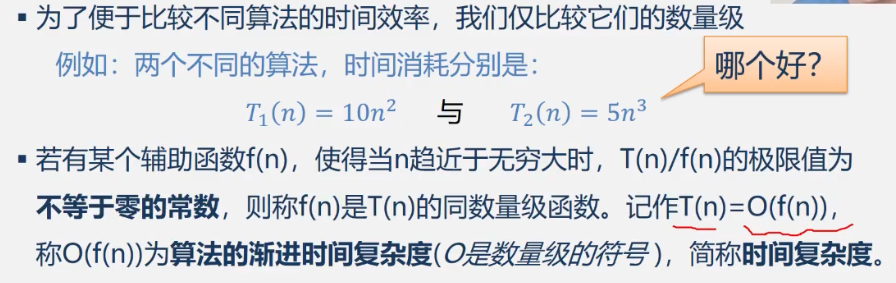 ▪ 为了便于比较不同算法的时间效率，我们仅比较它们的数量级
例如：两个不同的算法，时间消耗分别是：
哪个好？
T₁(n) = 10n² 与 T₂(n) = 5n³
▪ 若有某个辅助函数f(n)，使得当n趋近于无穷大时，T(n)/f(n)的极限值为
不等于零的常数，则称f(n)是T(n)的同数量级函数。记作T(n)=O(f(n))，
称O(f(n))为算法的渐进时间复杂度(O是数量级的符号 )，简称时间复杂度。